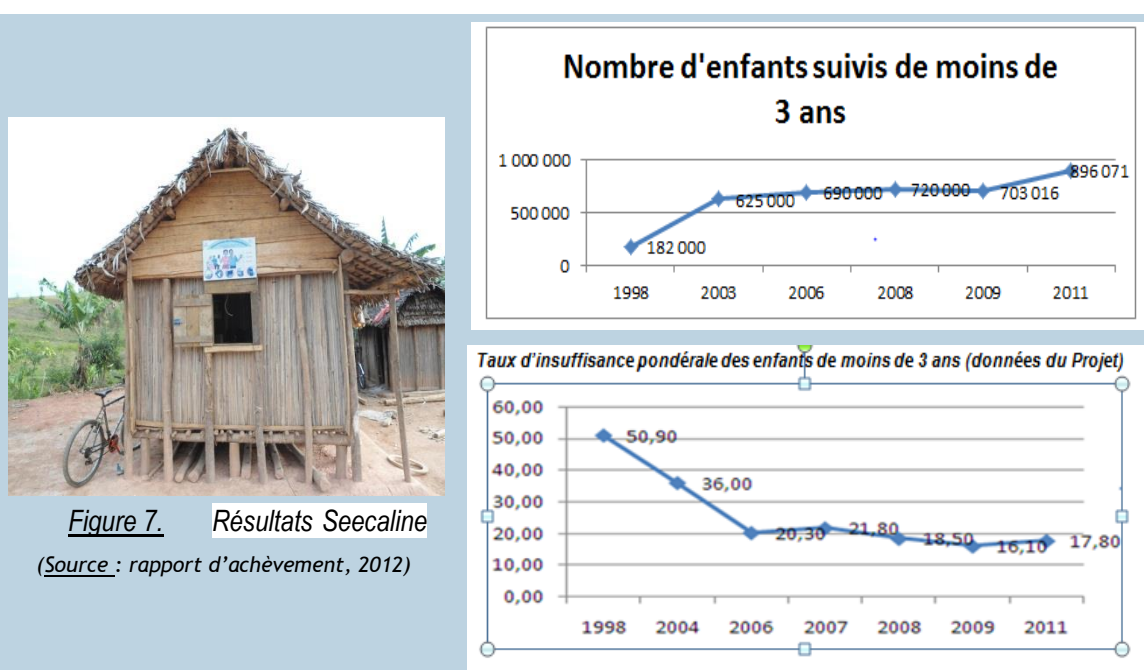 Nombre d'enfants suivis de moins de
3 ans
1 000 000
500 000
0
182 000
625 000
690 000
720 000
703 016
896 071
1998 2003 2006 2008 2009 2011
Figure 7. Résultats Seecaline
(Source : rapport d'achèvement, 2012)
Taux d'insuffisance pondérale des enfants de moins de 3 ans (données du Projet)
60,00
50,00
40,00
30,00
20,00
10,00
0,00
50,90
36,00
20,30
21,80
18,50
16,10
17,80
1998 2004 2006 2007 2008 2009 2011